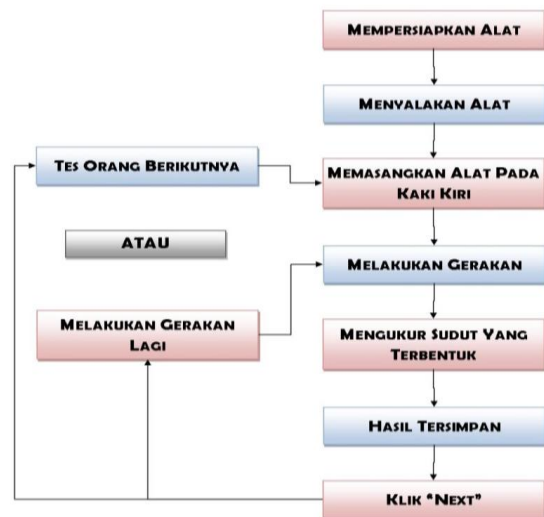 MEMPERSIAPKAN ALAT
MENYALAKAN ALAT
TES ORANG BERIKUTNYA
MEMASANGKAN ALAT PADA
KAKI KIRI
ATAU
MELAKUKAN GERAKAN
MELAKUKAN GERAKAN
LAGI
MENGUKUR SUDUT YANG
TERBENTUK
HASIL TERSIMPAN
KLIK “NEXT”